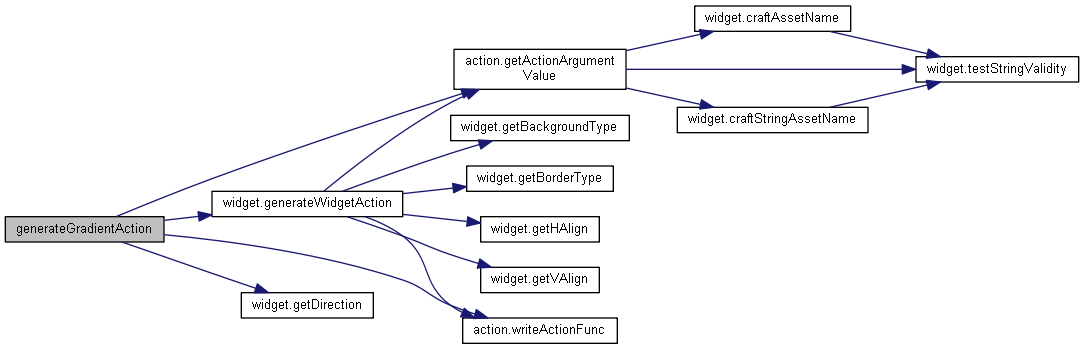 widget.craftAssetName
action.getActionArgument
Value
widget.testStringValidity
widget.craftStringAssetName
widget.getBackgroundType
widget.getBorderType
widget.generateWidgetAction
generateGradientAction
widget.getHAlign
widget.getVAlign
widget.getDirection
action.writeActionFunc